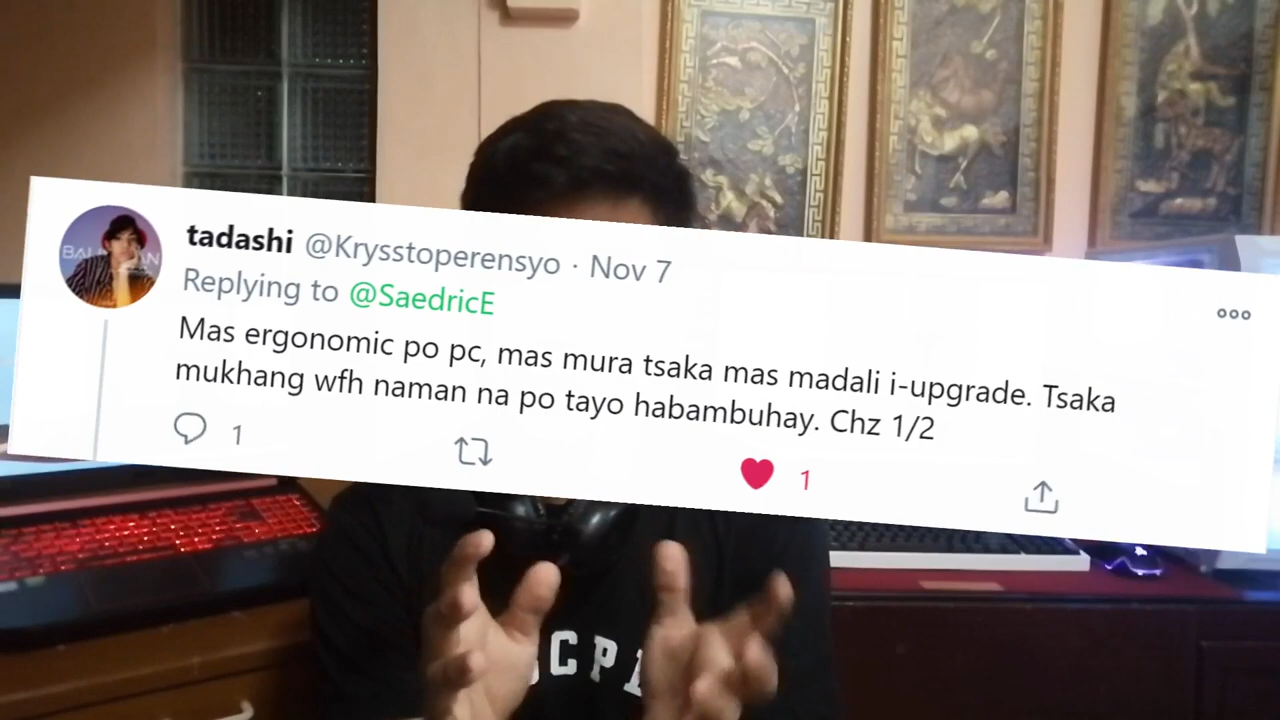 tadashi @Krysstoperensyo · Nov 7
Replying to @SaedricE
Mas ergonomic po pc, mas mura tsaka mas madali i-upgrade. Tsaka
mukhang wfh naman na po tayo habambuhay. Chz 1/2
1
1